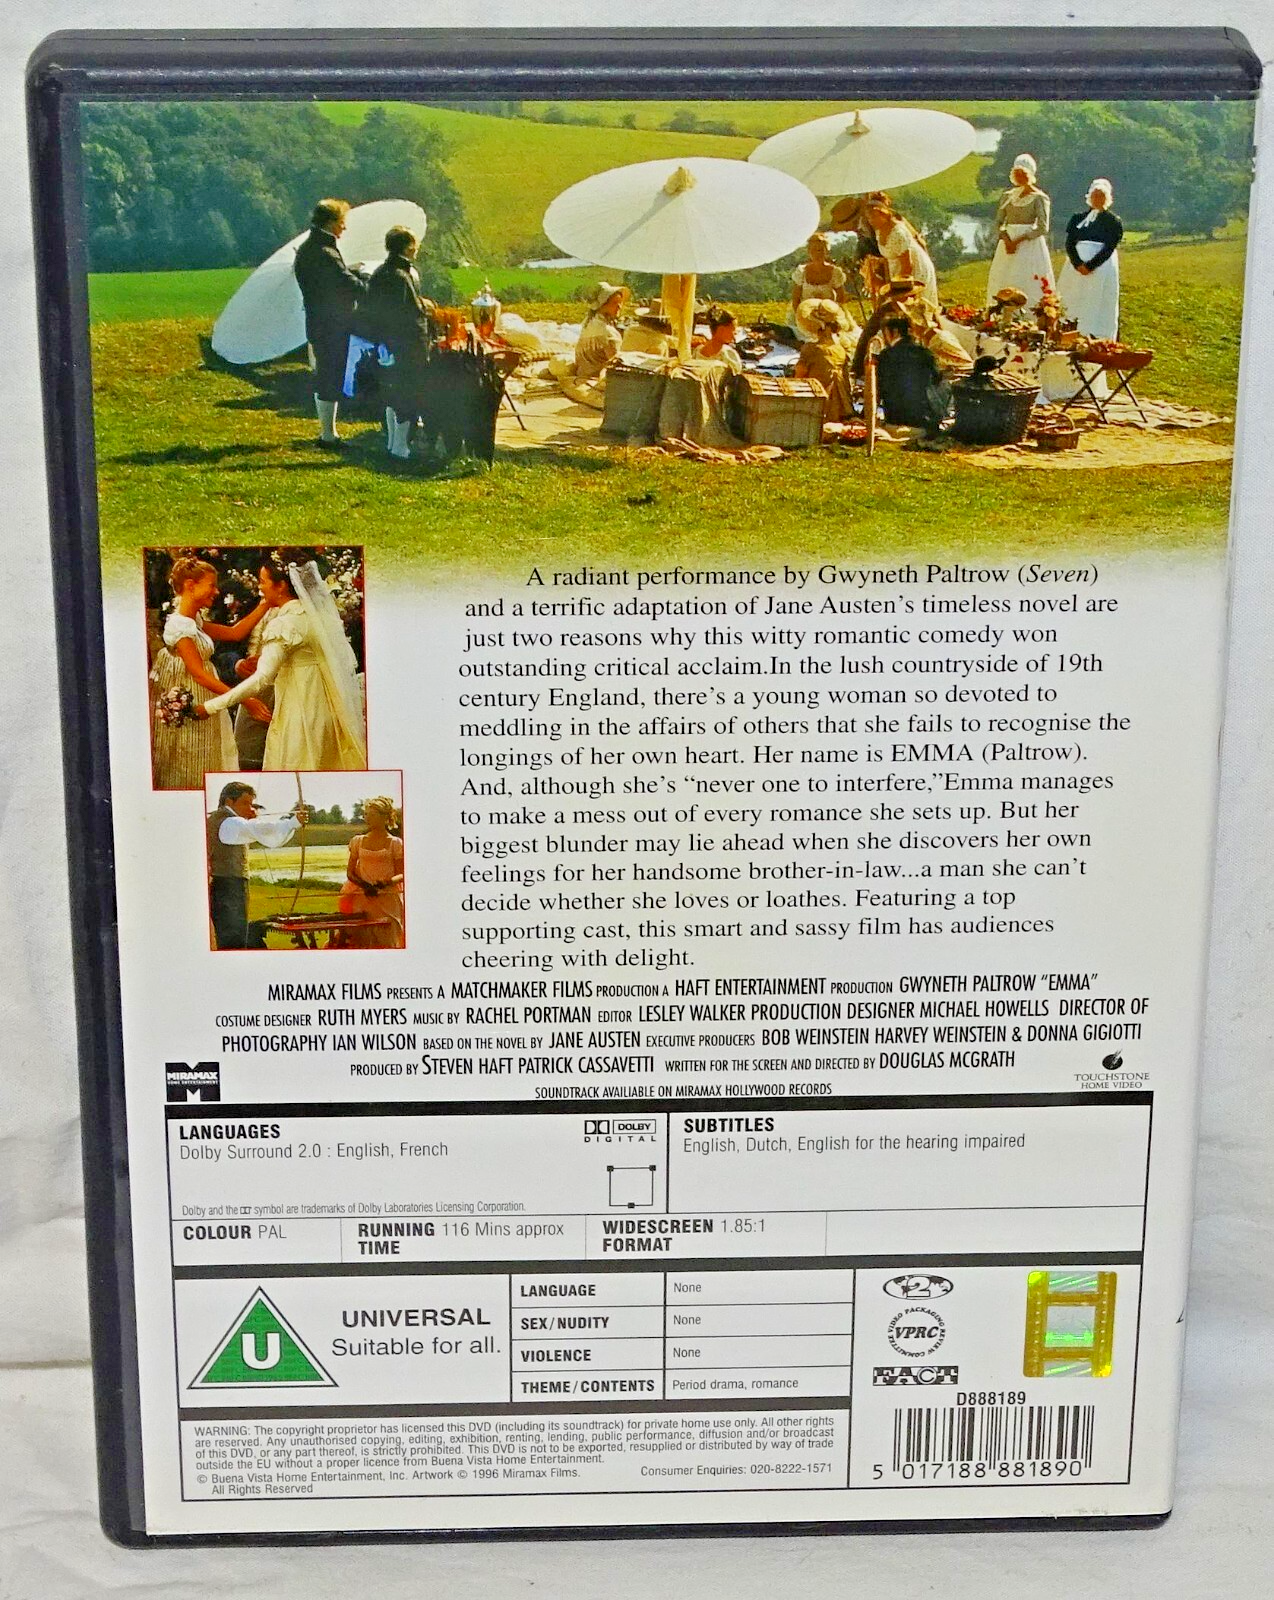 A radiant performance by Gwyneth Paltrow (Seven)
and a terrific adaptation of Jane Austen's timeless novel are
just two reasons why this witty romantic comedy won
outstanding critical acclaim.In the lush countryside of 19th
century England, there's a young woman so devoted to
meddling in the affairs of others that she fails to recognise the
longings of her own heart. Her name is EMMA (Paltrow).
And, although she's “never one to interfere,”Emma manages
to make a mess out of every romance she sets up. But her
biggest blunder may lie ahead when she discovers her own
feelings for her handsome brother-in-law...a man she can't
decide whether she loves or loathes. Featuring a top
supporting cast, this smart and sassy film has audiences
cheering with delight.
MIRAMAX FILMS PRESENTS A MATCHMAKER FILMS PRODUCTION A HAFT ENTERTAINMENT PRODUCTION GWYNETH PALTROW “EMMA”
COSTUME DESIGNER RUTH MYERS MUSIC BY RACHEL PORTMAN EDITOR LESLEY WALKER PRODUCTION DESIGNER MICHAEL HOWELLS DIRECTOR OF
PHOTOGRAPHY IAN WILSON BASED ON THE NOVEL BY JANE AUSTEN EXECUTIVE PRODUCERS BOB WEINSTEIN HARVEY WEINSTEIN & DONNA GIGIOTTI
PRODUCED BY STEVEN HAFT PATRICK CASSAVETTI WRITTEN FOR THE SCREEN AND DIRECTED BY DOUGLAS MCGRATH
SOUNDTRACK AVAILIABLE ON MIRAMAX HOLLYWOOD RECORDS
MIRAMAX
HOME ENTERTAINMENT
TOUCHSTONE
HOME VIDEO
LANGUAGES
Dolby Surround 2.0 : English, French
DOLBY
DIGITAL
Dolby and the symbol are trademarks of Dolby Laboratories Licensing Corporation.
SUBTITLES
English, Dutch, English for the hearing impaired
COLOUR PAL
RUNNING 116 Mins approx
TIME
WIDESCREEN 1.85:1
FORMAT
U
UNIVERSAL
Suitable for all.
LANGUAGE None
SEX/NUDITY None
VIOLENCE None
THEME/CONTENTS Period drama, romance
2
VIDEO PACKAGING REVIEW COMMITTEE
VPRC
FACT
D888189
5 017188 881890
WARNING: The copyright proprietor has licensed this DVD (including its soundtrack) for private home use only. All other rights
are reserved. Any unauthorised copying, editing, exhibition, renting, lending, public performance, diffusion and/or broadcast
of this DVD, or any part thereof, is strictly prohibited. This DVD is not to be exported, resupplied or distributed by way of trade
outside the EU without a proper licence from Buena Vista Home Entertainment.
© Buena Vista Home Entertainment, Inc. Artwork © 1996 Miramax Films.
All Rights Reserved
Consumer Enquiries: 020-8222-1571